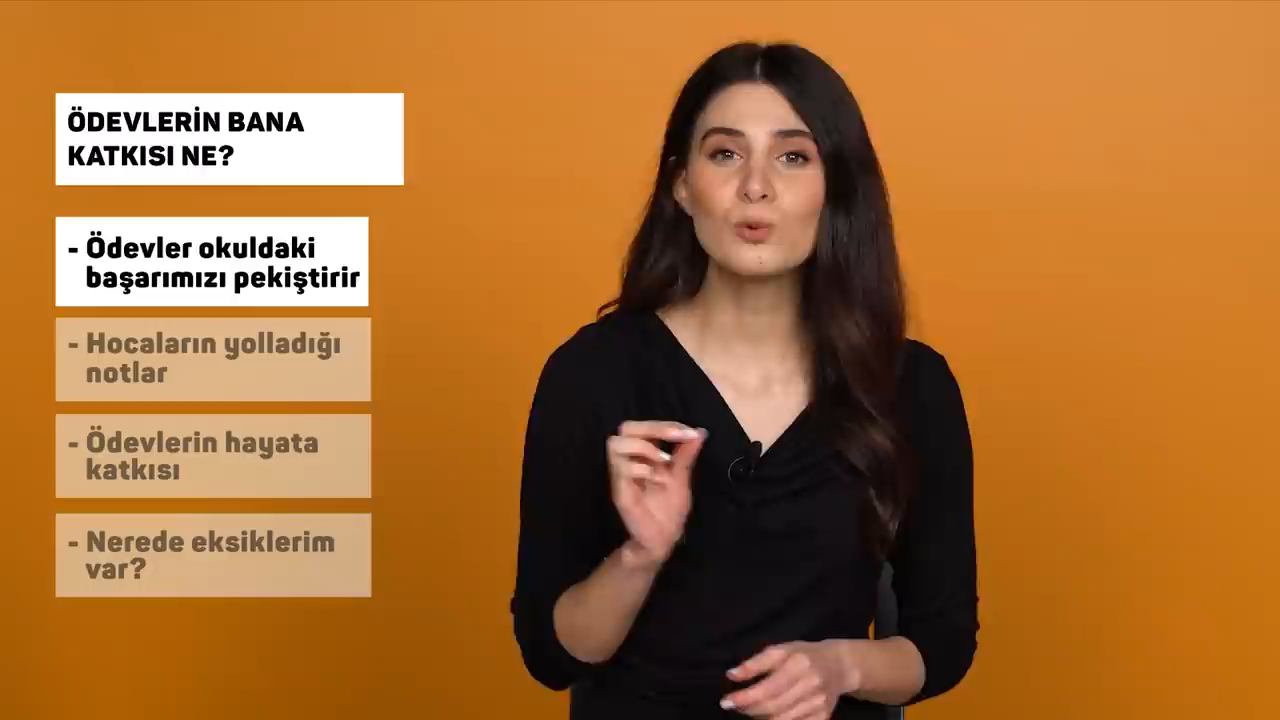 ÖDEVLERİN BANA
KATKISI NE?
- Ödevler okuldaki
başarımızı pekiştirir
- Hocaların yolladığı
notlar
- Ödevlerin hayata
katkısı
- Nerede eksiklerim
var?